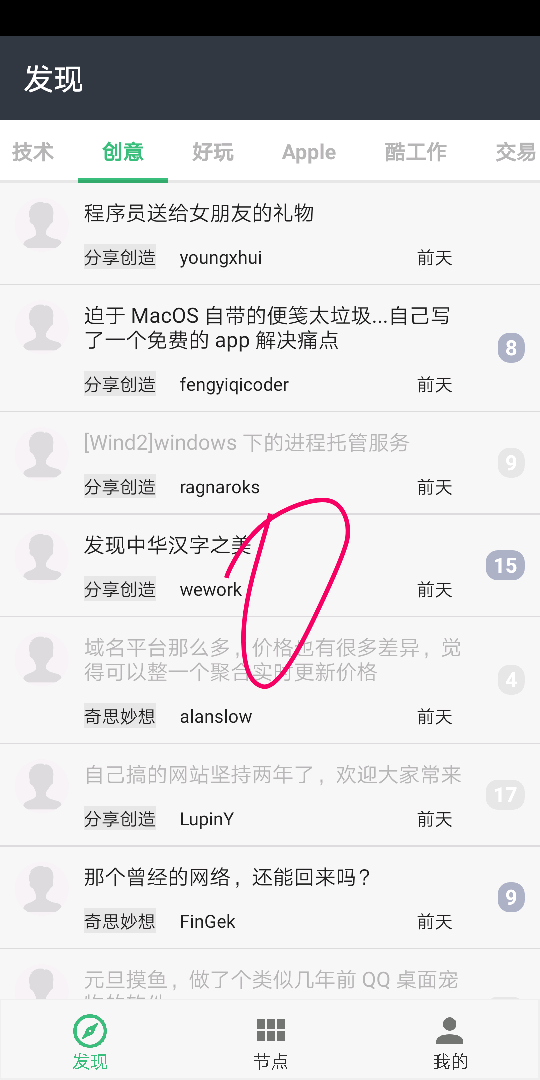 发现
技术 创意 好玩 Apple 酷工作 交易
程序员送给女朋友的礼物
分享创造 youngxhui 前天
迫于 MacOS 自带的便笺太垃圾...自己写
了一个免费的 app 解决痛点
8
分享创造 fengyiqicoder 前天
[Wind2]windows 下的进程托管服务
9
分享创造 ragnaroks 前天
发现中华汉字之美
15
分享创造 wework 前天
域名平台那么多，价格也有很多差异，觉
得可以整一个聚合实时更新价格
4
奇思妙想 alanslow 前天
自己搞的网站坚持两年了，欢迎大家常来
17
分享创造 LupinY 前天
那个曾经的网络，还能回来吗？
9
奇思妙想 FinGek 前天
元旦摸鱼，做了个类似几年前 QQ 桌面宠
物的软件
发现 节点 我的